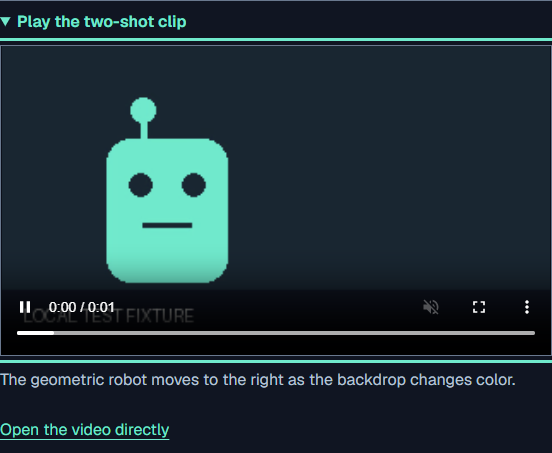 Play the two-shot clip
0:00 / 0:01
LOCAL TEST FIXTURE
The geometric robot moves to the right as the backdrop changes color.
Open the video directly